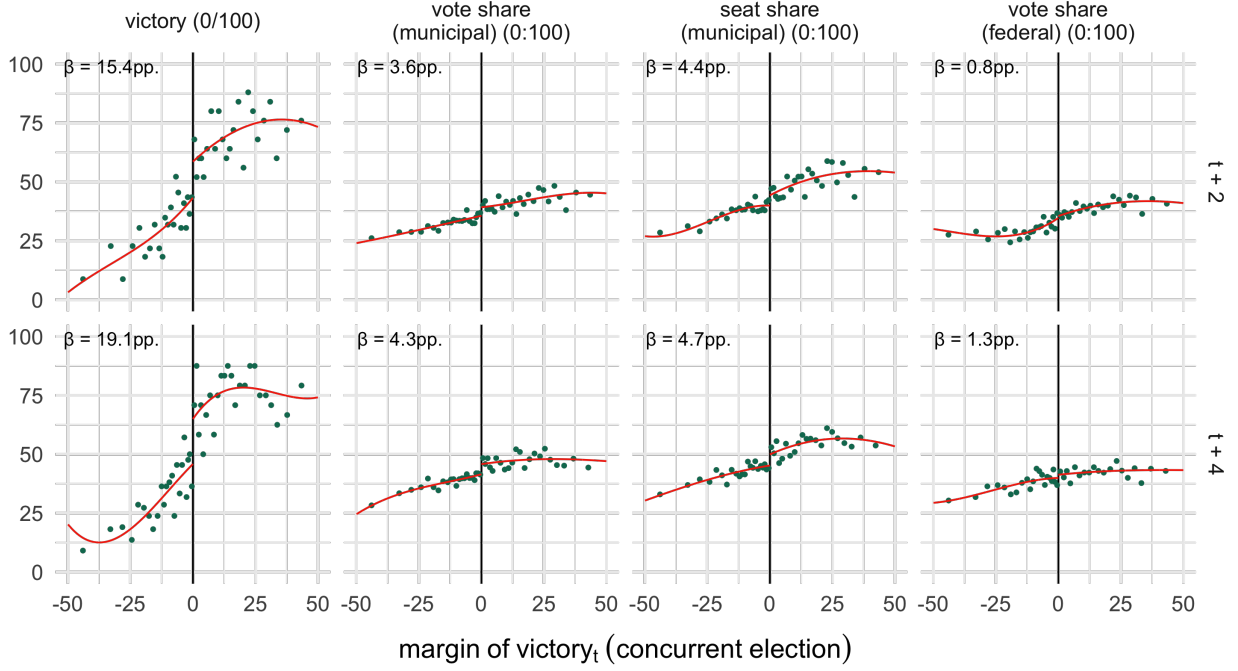 victory (0/100)
vote share
(municipal) (0:100)
seat share
(municipal) (0:100)
vote share
(federal) (0:100)
100
75
50
25
0
β = 15.4pp.
β = 3.6pp.
β = 4.4pp.
β = 0.8pp.
t + 2
100
75
50
25
0
β = 19.1pp.
β = 4.3pp.
β = 4.7pp.
β = 1.3pp.
t + 4
-50 -25 0 25 50
-50 -25 0 25 50
-50 -25 0 25 50
-50 -25 0 25 50
margin of victoryₜ (concurrent election)